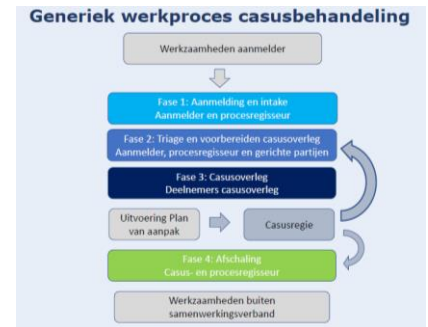 Generiek werkproces casusbehandeling
Werkzaamheden aanmelder
Fase 1: Aanmelding en intake
Aanmelder en procesregisseur
Fase 2: Triage en voorbereiden casusoverleg
Aanmelder, procesregisseur en gerichte partijen
Fase 3: Casusoverleg
Deelnemers casusoverleg
Uitvoering Plan
van aanpak
Casusregie
Fase 4: Afschaling
Casus- en procesregisseur
Werkzaamheden buiten
samenwerkingsverband